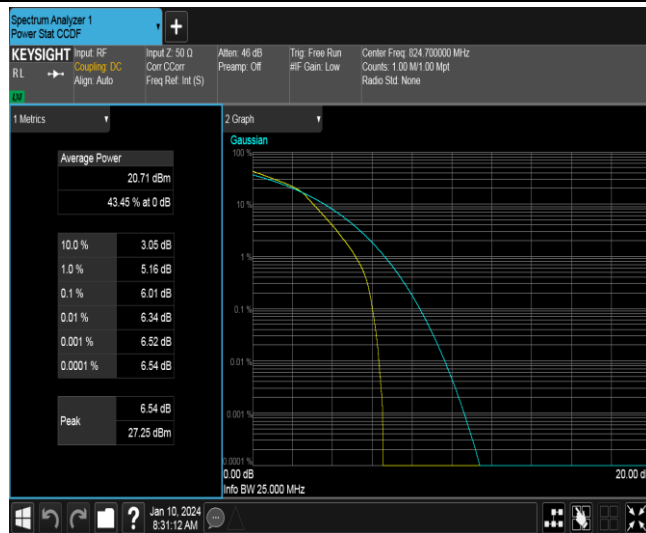 Spectrum Analyzer 1
Power Stat CCDF
+
KEYSIGHT
RL
LXI
Input: RF
Coupling: DC
Align: Auto
Input Z: 50 Ω
Corr CCorr
Freq Ref: Int (S)
Atten: 46 dB
Preamp: Off
Trig: Free Run
#IF Gain: Low
Center Freq: 824.700000 MHz
Counts: 1.00 M/1.00 Mpt
Radio Std: None
1 Metrics
Average Power
20.71 dBm
43.45 % at 0 dB
10.0 % 3.05 dB
1.0 % 5.16 dB
0.1 % 6.01 dB
0.01 % 6.34 dB
0.001 % 6.52 dB
0.0001 % 6.54 dB
Peak
6.54 dB
27.25 dBm
2 Graph
Gaussian
100 %
10 %
1 %
0.1 %
0.01 %
0.001 %
0.0001 %
0.00 dB
20.00 d
Info BW 25.000 MHz
?
Jan 10, 2024
8:31:12 AM